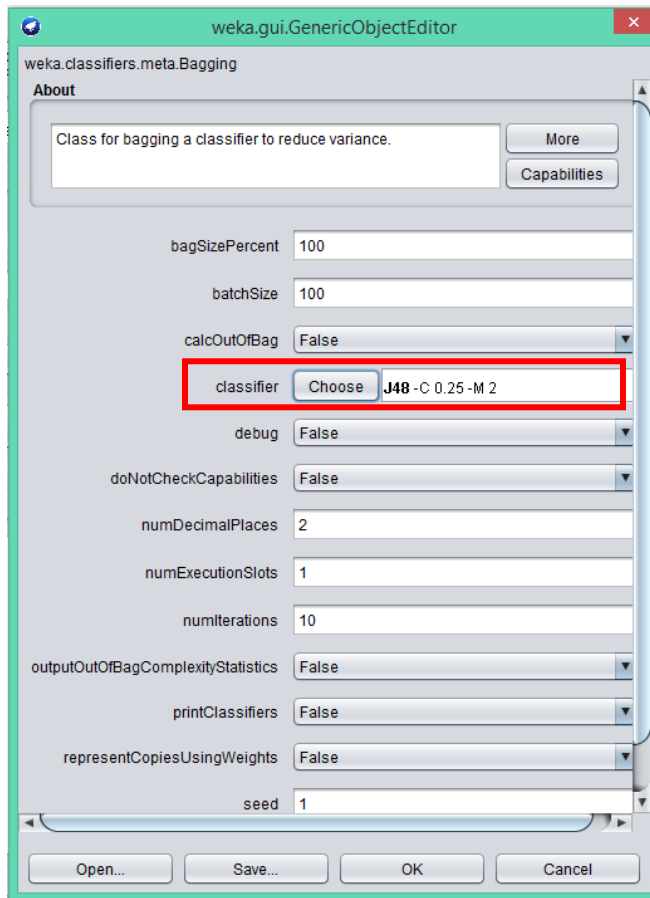 weka.gui.GenericObjectEditor
weka.classifiers.meta.Bagging
About
Class for bagging a classifier to reduce variance.
More
Capabilities
bagSizePercent 100
batchSize 100
calcOutOfBag False
classifier Choose J48 -C 0.25 -M 2
debug False
doNotCheckCapabilities False
numDecimalPlaces 2
numExecutionSlots 1
numIterations 10
outputOutOfBagComplexityStatistics False
printClassifiers False
representCopiesUsingWeights False
seed 1
Open... Save... OK Cancel